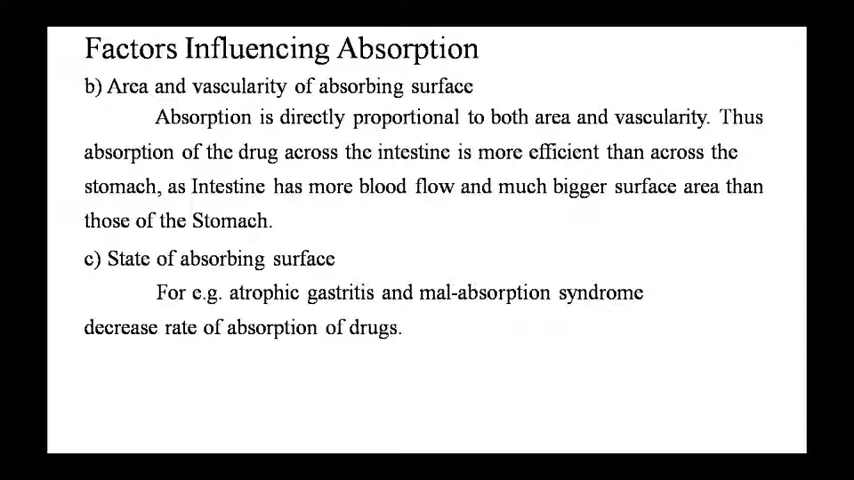 Factors Influencing Absorption
b) Area and vascularity of absorbing surface
Absorption is directly proportional to both area and vascularity. Thus
absorption of the drug across the intestine is more efficient than across the
stomach, as Intestine has more blood flow and much bigger surface area than
those of the Stomach.
c) State of absorbing surface
For e.g. atrophic gastritis and mal-absorption syndrome
decrease rate of absorption of drugs.